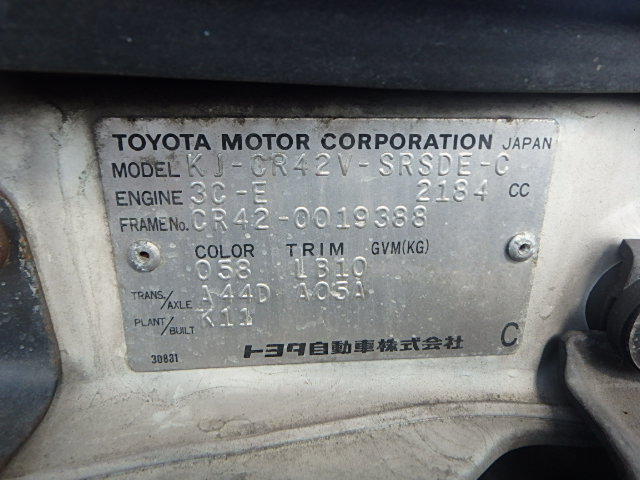 TOYOTA MOTOR CORPORATION JAPAN
MODEL KJ-CR42V-SRSDE-C
ENGINE 3C-E 2184 CC
FRAME No. CR42-0019388
COLOR TRIM GVM(KG)
058 1B10
TRANS./AXLE A44D A05A
PLANT/BUILT K11
30831 トヨタ自動車株式会社 C